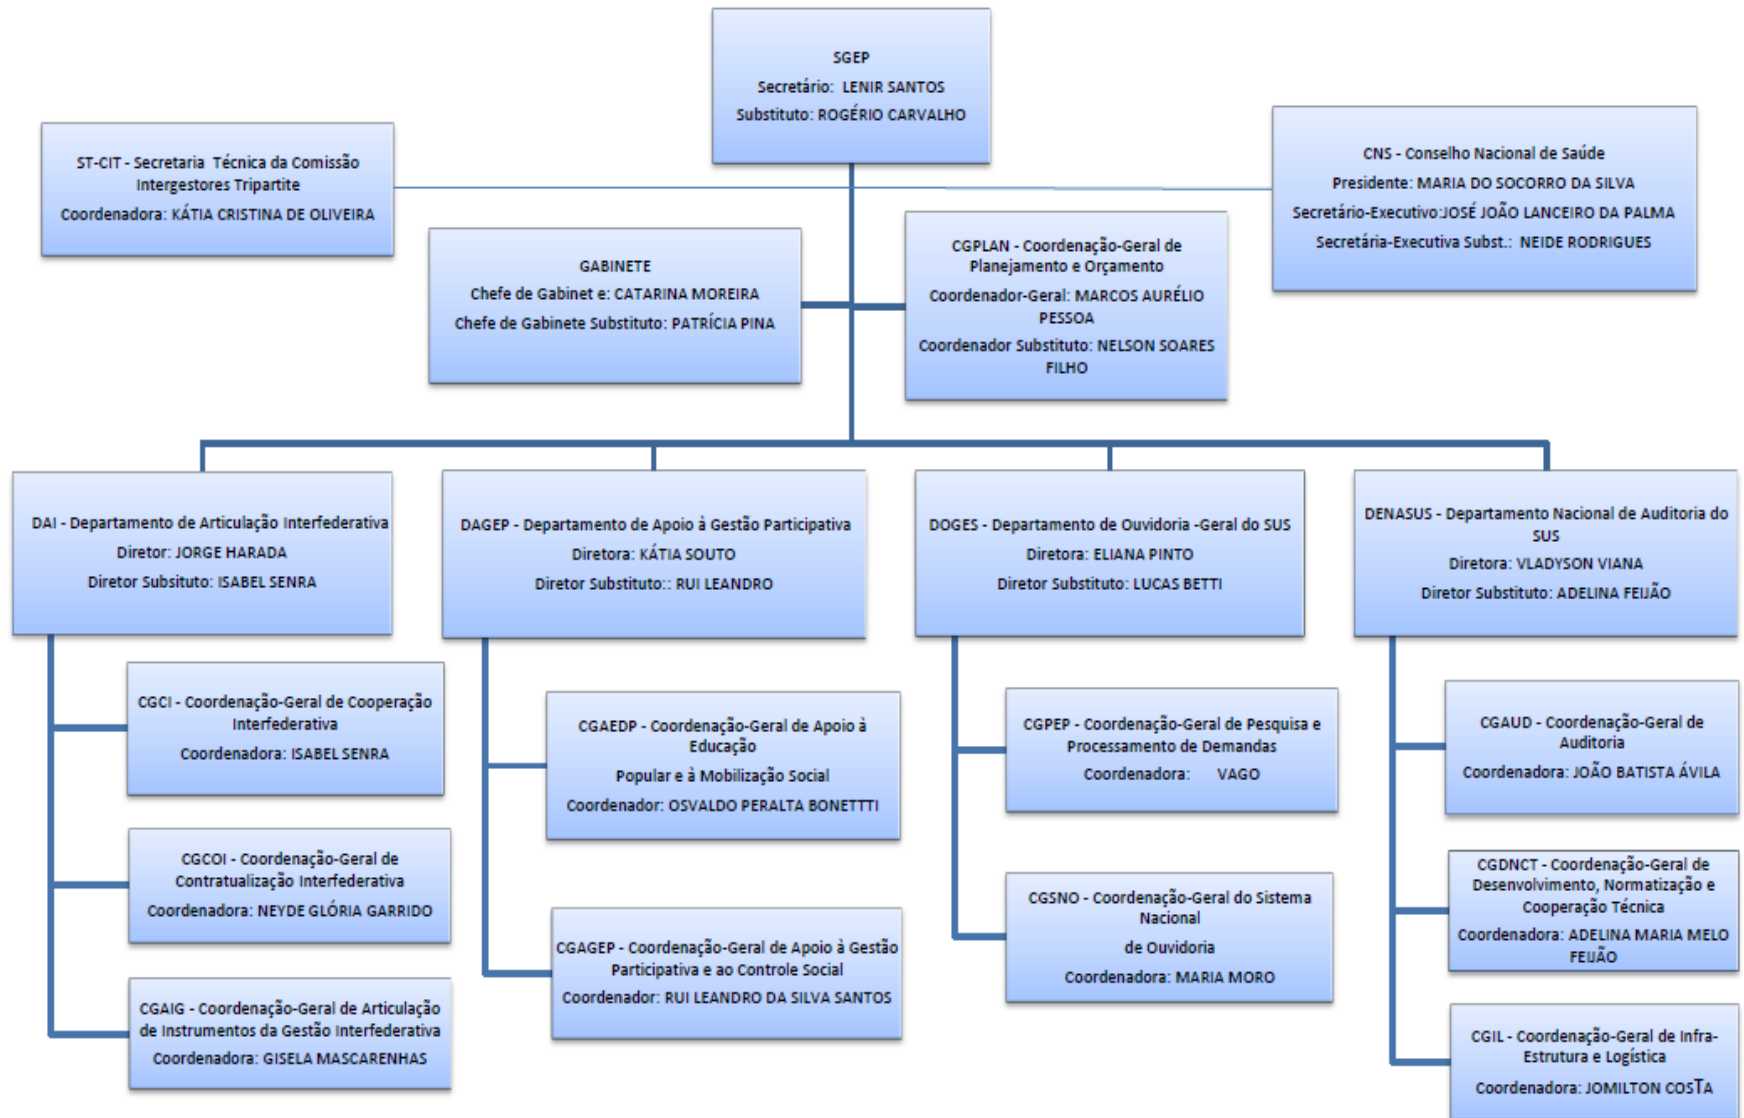 SGEP
Secretário: LENIR SANTOS
Substituto: ROGÉRIO CARVALHO
ST-CIT - Secretaria Técnica da Comissão
Intergestores Tripartite
Coordenadora: KÁTIA CRISTINA DE OLIVEIRA
CNS - Conselho Nacional de Saúde
Presidente: MARIA DO SOCORRO DA SILVA
Secretário-Executivo:JOSÉ JOÃO LANCEIRO DA PALMA
Secretária-Executiva Subst.: NEIDE RODRIGUES
GABINETE
Chefe de Gabinet e: CATARINA MOREIRA
Chefe de Gabinete Substituto: PATRÍCIA PINA
CGPLAN - Coordenação-Geral de
Planejamento e Orçamento
Coordenador-Geral: MARCOS AURÉLIO
PESSOA
Coordenador Substituto: NELSON SOARES
FILHO
DAI - Departamento de Articulação Interfederativa
Diretor: JORGE HARADA
Diretor Subsituto: ISABEL SENRA
DAGEP - Departamento de Apoio à Gestão Participativa
Diretora: KÁTIA SOUTO
Diretor Substituto:: RUI LEANDRO
DOGES - Departamento de Ouvidoria -Geral do SUS
Diretora: ELIANA PINTO
Diretor Substituto: LUCAS BETTI
DENASUS - Departamento Nacional de Auditoria do
SUS
Diretora: VLADYSON VIANA
Diretor Substituto: ADELINA FEIJÃO
CGCI - Coordenação-Geral de Cooperação
Interfederativa
Coordenadora: ISABEL SENRA
CGCOI - Coordenação-Geral de
Contratualização Interfederativa
Coordenadora: NEYDE GLÓRIA GARRIDO
CGAIG - Coordenação-Geral de Articulação
de Instrumentos da Gestão Interfederativa
Coordenadora: GISELA MASCARENHAS
CGAEDP - Coordenação-Geral de Apoio à
Educação
Popular e à Mobilização Social
Coordenador: OSVALDO PERALTA BONETTTI
CGAGEP - Coordenação-Geral de Apoio à Gestão
Participativa e ao Controle Social
Coordenador: RUI LEANDRO DA SILVA SANTOS
CGPEP - Coordenação-Geral de Pesquisa e
Processamento de Demandas
Coordenadora: VAGO
CGSNO - Coordenação-Geral do Sistema
Nacional
de Ouvidoria
Coordenadora: MARIA MORO
CGAUD - Coordenação-Geral de
Auditoria
Coordenadora: JOÃO BATISTA ÁVILA
CGDNCT - Coordenação-Geral de
Desenvolvimento, Normatização e
Cooperação Técnica
Coordenadora: ADELINA MARIA MELO
FEIJÃO
CGIL - Coordenação-Geral de Infra-
Estrutura e Logística
Coordenadora: JOMILTON COSTA